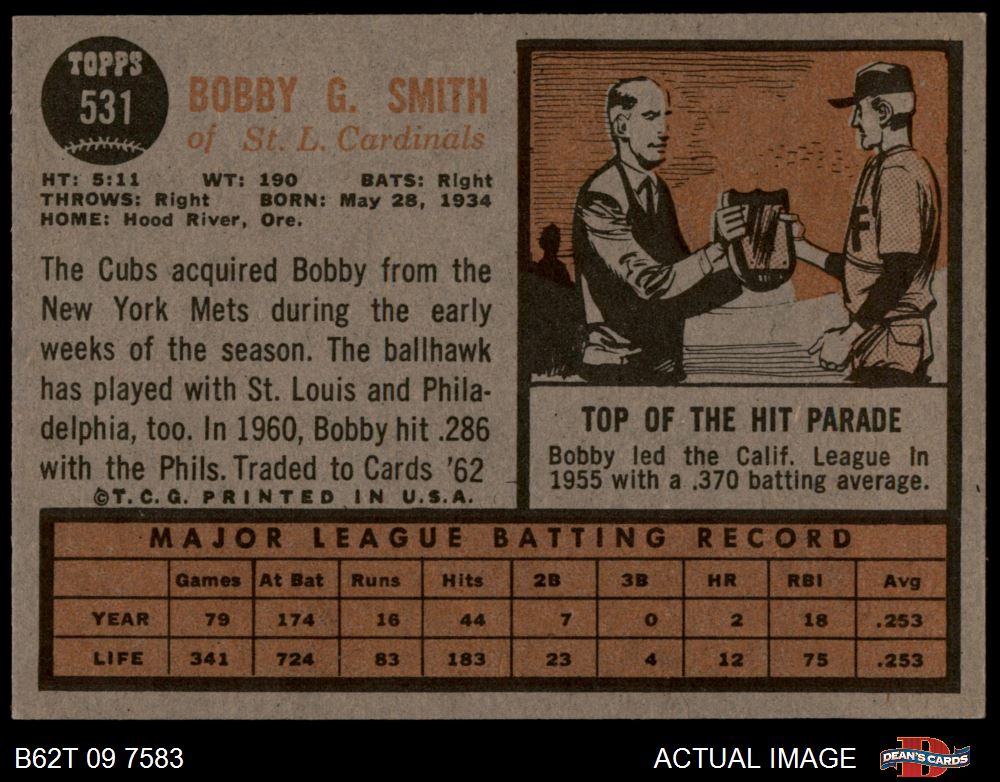 TOPPS
531
BOBBY G. SMITH
of St. L. Cardinals
HT: 5:11 WT: 190 BATS: Right
THROWS: Right BORN: May 28, 1934
HOME: Hood River, Ore.
The Cubs acquired Bobby from the
New York Mets during the early
weeks of the season. The ballhawk
has played with St. Louis and Phila-
delphia, too. In 1960, Bobby hit .286
with the Phils. Traded to Cards '62
©T.C.G. PRINTED IN U.S.A.
F
TOP OF THE HIT PARADE
Bobby led the Calif. League in
1955 with a .370 batting average.
MAJOR LEAGUE BATTING RECORD
Games At Bat Runs Hits 2B 3B HR RBI Avg
YEAR 79 174 16 44 7 0 2 18 .253
LIFE 341 724 83 183 23 4 12 75 .253
B62T 09 7583
ACTUAL IMAGE
DEAN'S CARDS